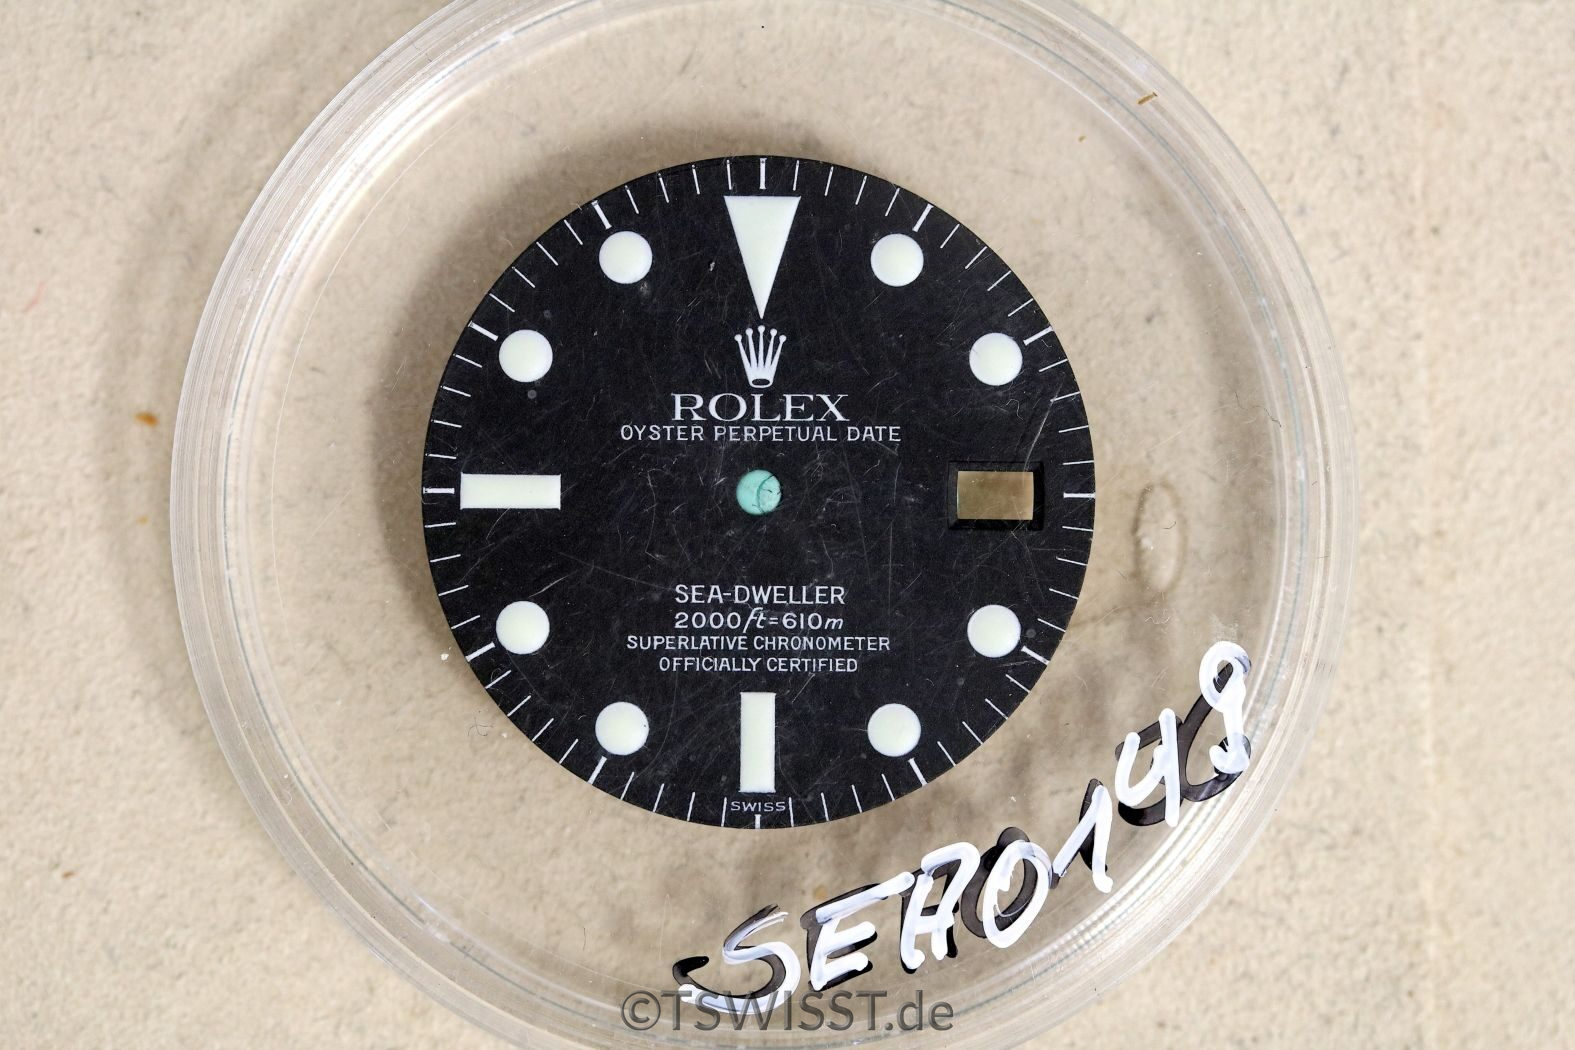 ROLEX
OYSTER PERPETUAL DATE
SEA-DWELLER
2000ft=610m
SUPERLATIVE CHRONOMETER
OFFICIALLY CERTIFIED
SWISS
SEA0149
©TSWISST.de